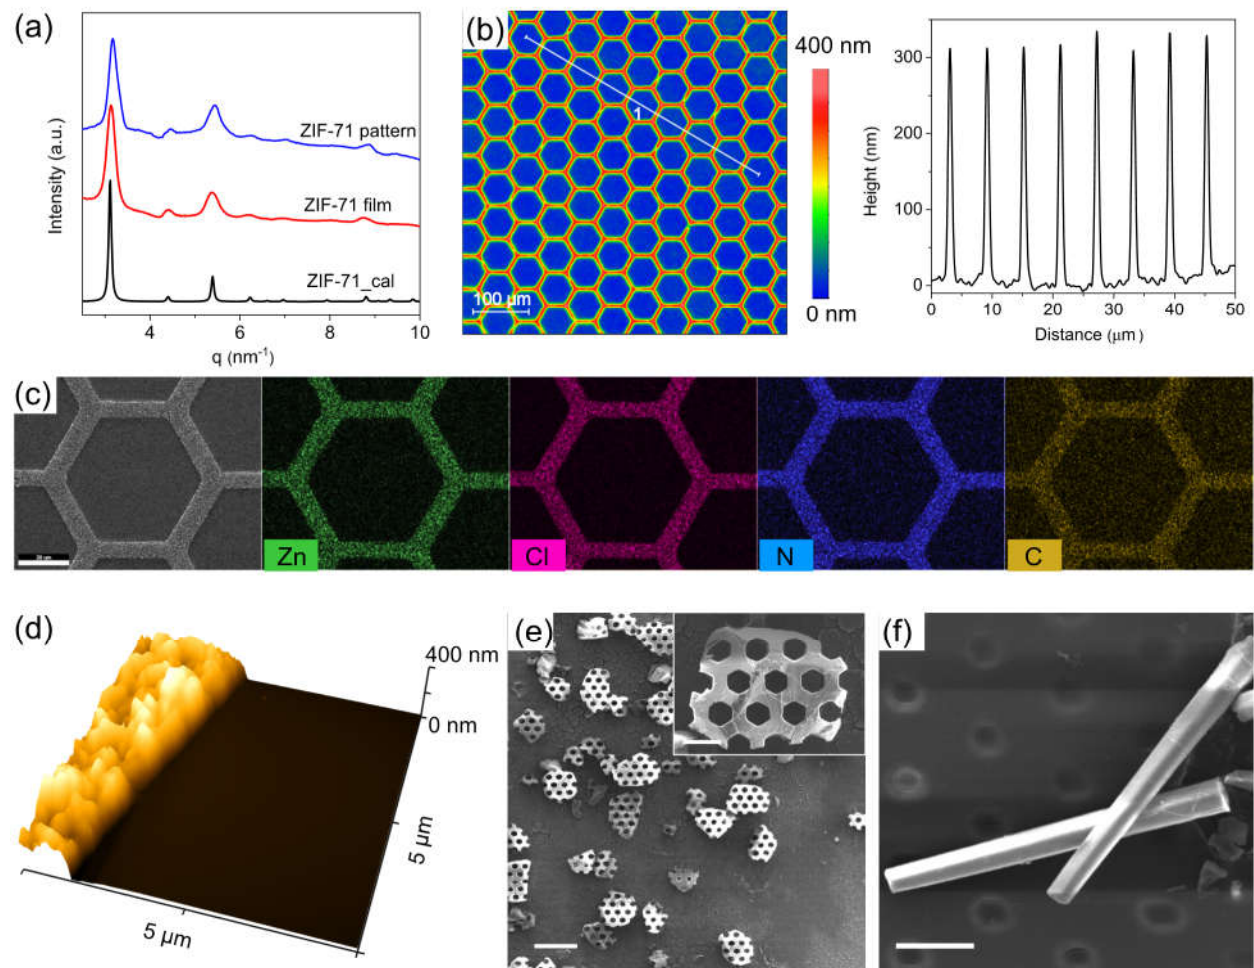 (a)
Intensity (a.u.)
ZIF-71 pattern
ZIF-71 film
ZIF-71_cal
4
6
8
10
q (nm⁻¹)
(b)
1
100 µm
400 nm
0 nm
Height (nm)
300
200
100
0
0
10
20
30
40
50
Distance (µm)
(c)
Zn
Cl
N
C
(d)
400 nm
0 nm
5 µm
5 µm
(e)
(f)